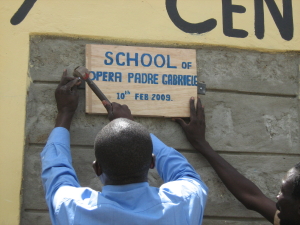 CEN
SCHOOL OF
OPERA PADRE GABRIELE
10TH FEB 2009.